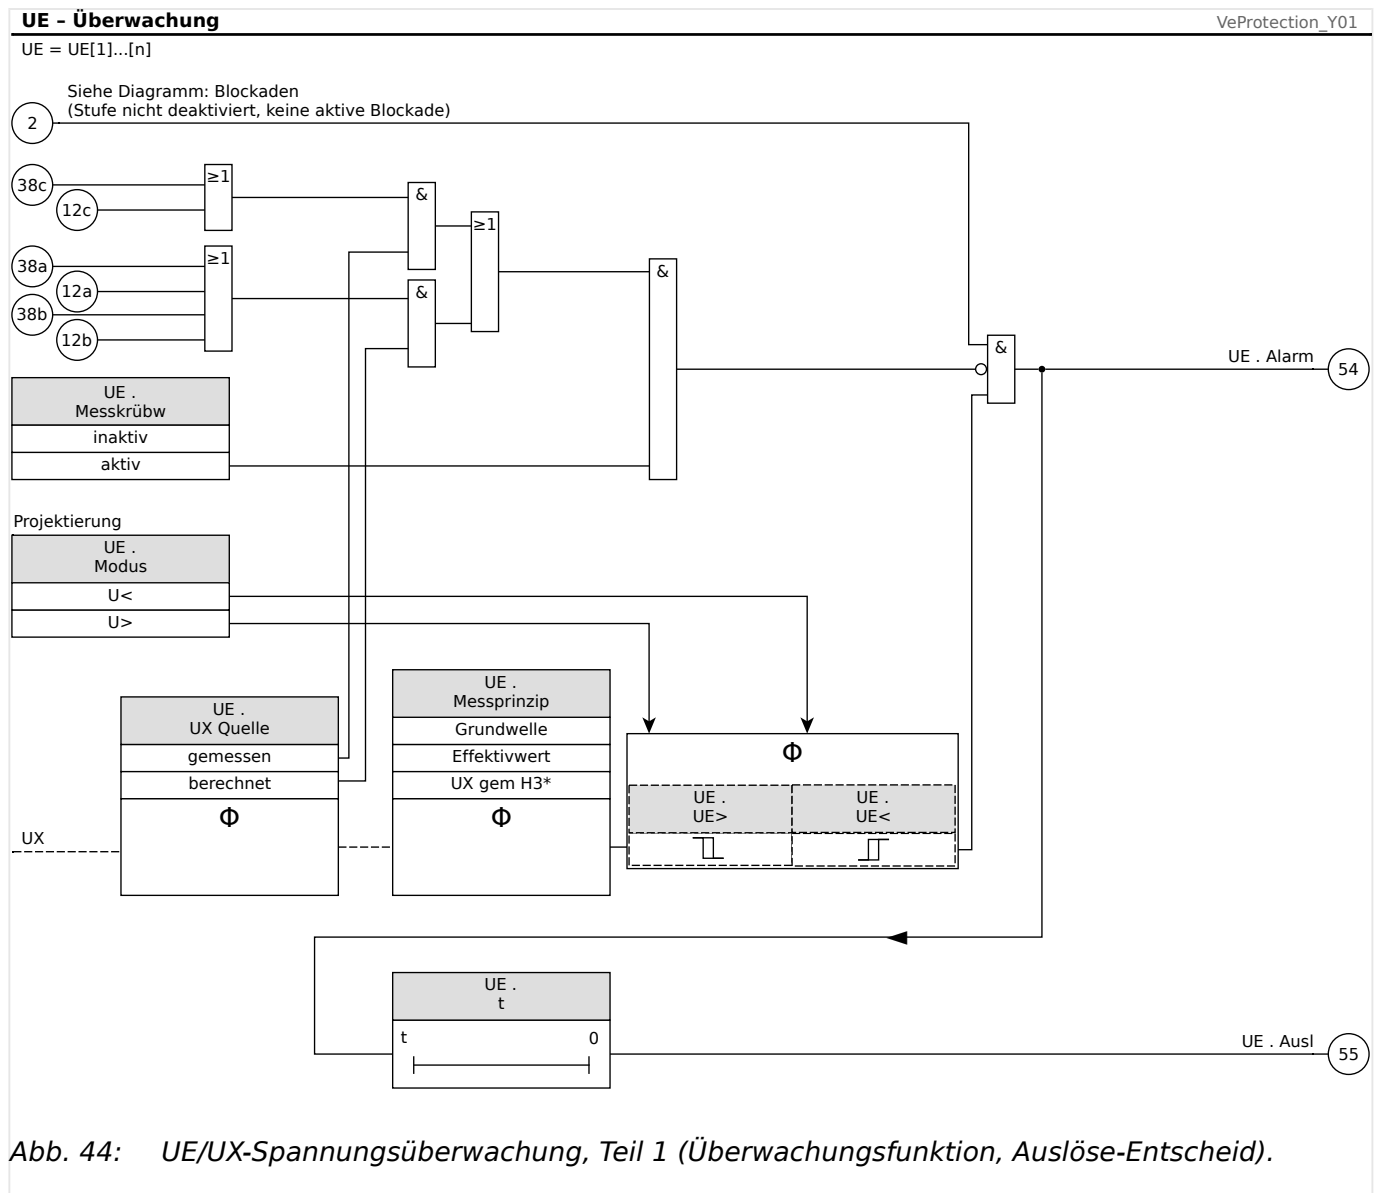 UE – Überwachung
VeProtection_Y01
UE = UE[1]...[n]
Siehe Diagramm: Blockaden
(Stufe nicht deaktiviert, keine aktive Blockade)
2
38c
12c
≥1
&
≥1
38a
12a
38b
12b
≥1
&
&
&
UE . Alarm
54
UE .
Messkrübw
inaktiv
aktiv
Projektierung
UE .
Modus
U<
U>
UE .
UX Quelle
gemessen
berechnet
Φ
UX
UE .
Messprinzip
Grundwelle
Effektivwert
UX gem H3*
Φ
Φ
UE .
UE>
UE .
UE<
UE .
t
t
0
UE . Ausl
55
Abb. 44: UE/UX-Spannungsüberwachung, Teil 1 (Überwachungsfunktion, Auslöse-Entscheid).